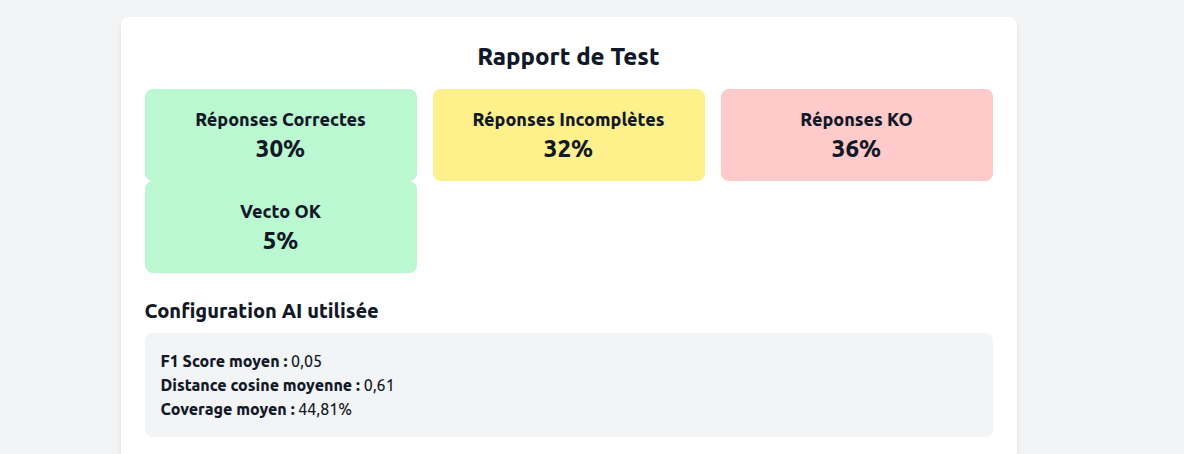 Rapport de Test
Réponses Correctes
30%
Réponses Incomplètes
32%
Réponses KO
36%
Vecto OK
5%
Configuration AI utilisée
F1 Score moyen : 0,05
Distance cosine moyenne : 0,61
Coverage moyen : 44,81%